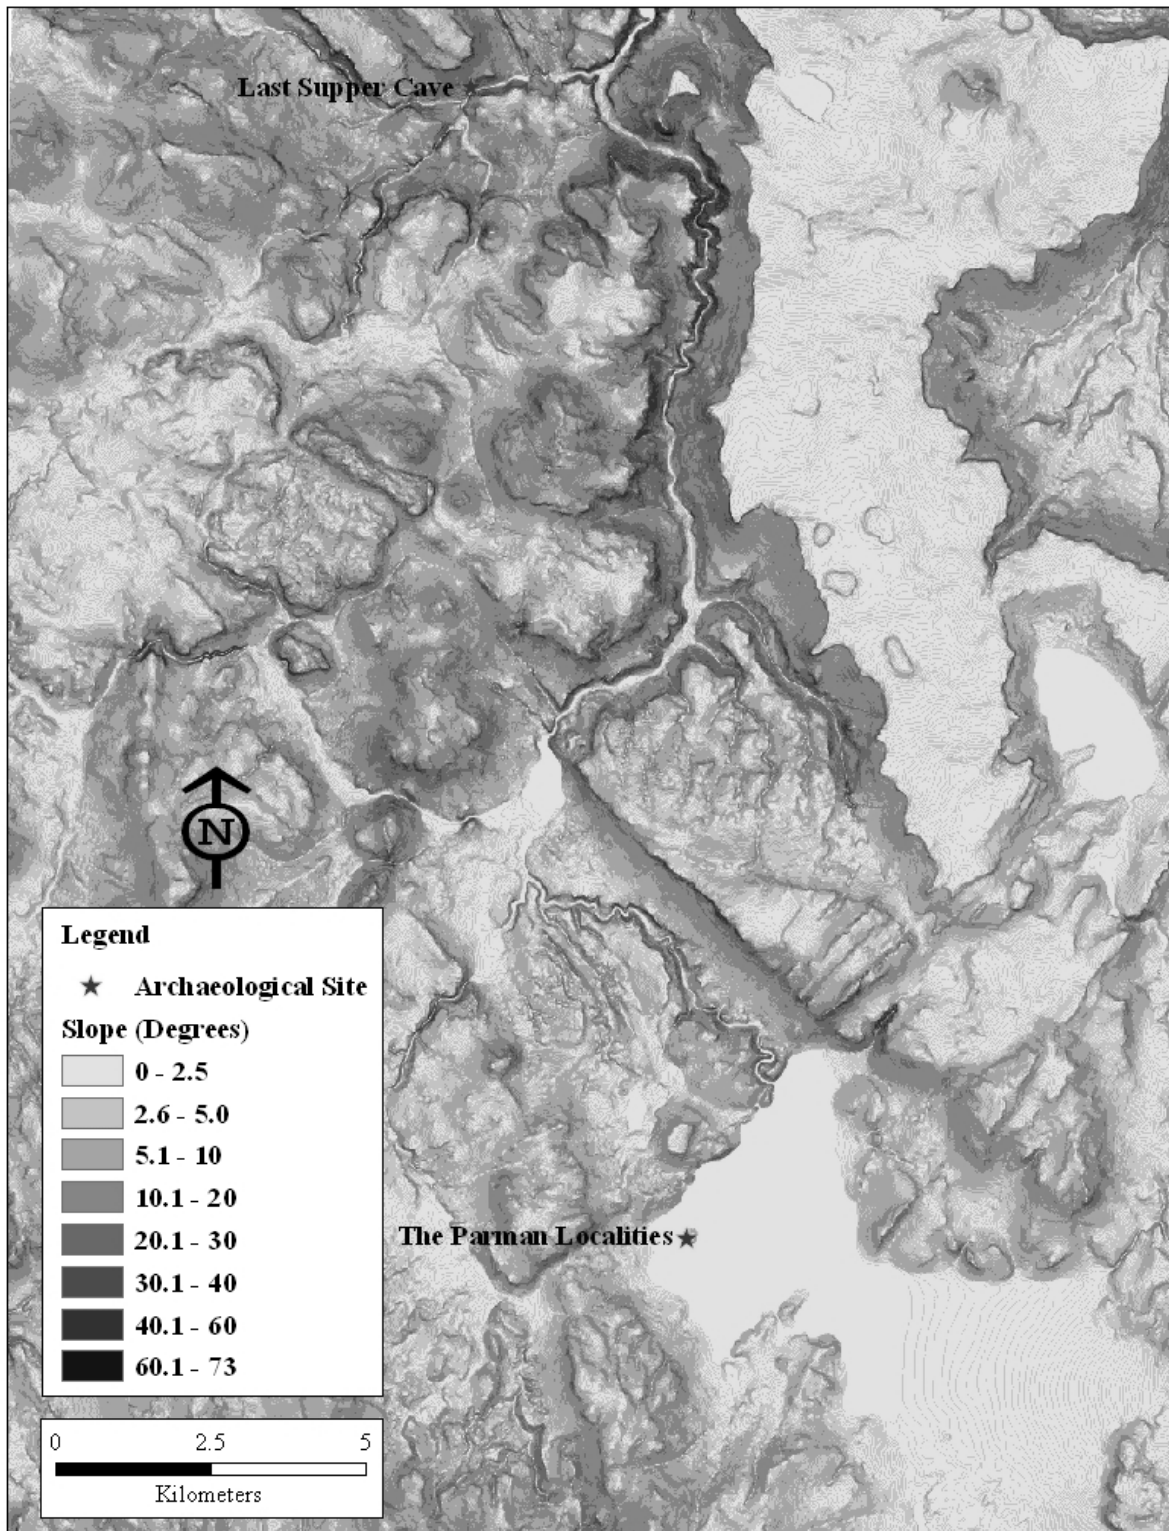 Last Supper Cave
N
Legend
Archaeological Site
Slope (Degrees)
0 - 2.5
2.6 - 5.0
5.1 - 10
10.1 - 20
20.1 - 30
30.1 - 40
40.1 - 60
60.1 - 73
The Parman Localities
0 2.5 5
Kilometers